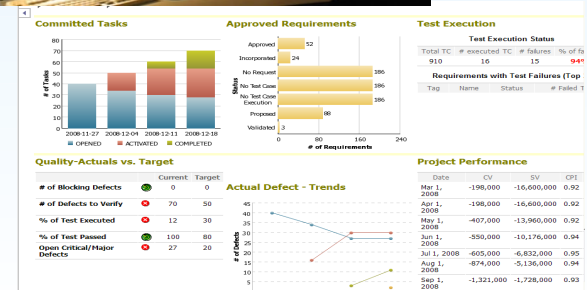 Committed Tasks
80
70
60
50
40
30
20
10
0
# of Tasks
2008-11-27 2008-12-04 2008-12-11 2008-12-18
OPENED ACTIVATED COMPLETED
Approved Requirements
Status
Approved 52
Incorporated 24
No Request 186
No Test Case 186
No Test Case Execution 186
Proposed 88
Validated 3
0 80 160 240
# of Requirements
Test Execution
Test Execution Status
Total TC # executed TC # failures % of fa
910 16 15 94%
Requirements with Test Failures (Top
Tag Name Status # Failed T
Quality-Actuals vs. Target
Current Target
# of Blocking Defects 0 0
# of Defects to Verify 70 50
% of Test Executed 12 30
% of Test Passed 100 80
Open Critical/Major Defects 27 20
Actual Defect - Trends
45
40
35
30
25
20
15
10
5
# of Defects
Project Performance
Date CV SV CPI
Mar 1, 2008 -198,000 -16,600,000 0.92
Apr 1, 2008 -198,000 -16,600,000 0.92
May 1, 2008 -407,000 -13,960,000 0.92
Jun 1, 2008 -550,000 -10,176,000 0.94
Jul 1, 2008 -605,000 -6,832,000 0.95
Aug 1, 2008 -874,000 -5,136,000 0.94
Sep 1, 2008 -1,321,000 -1,728,000 0.93